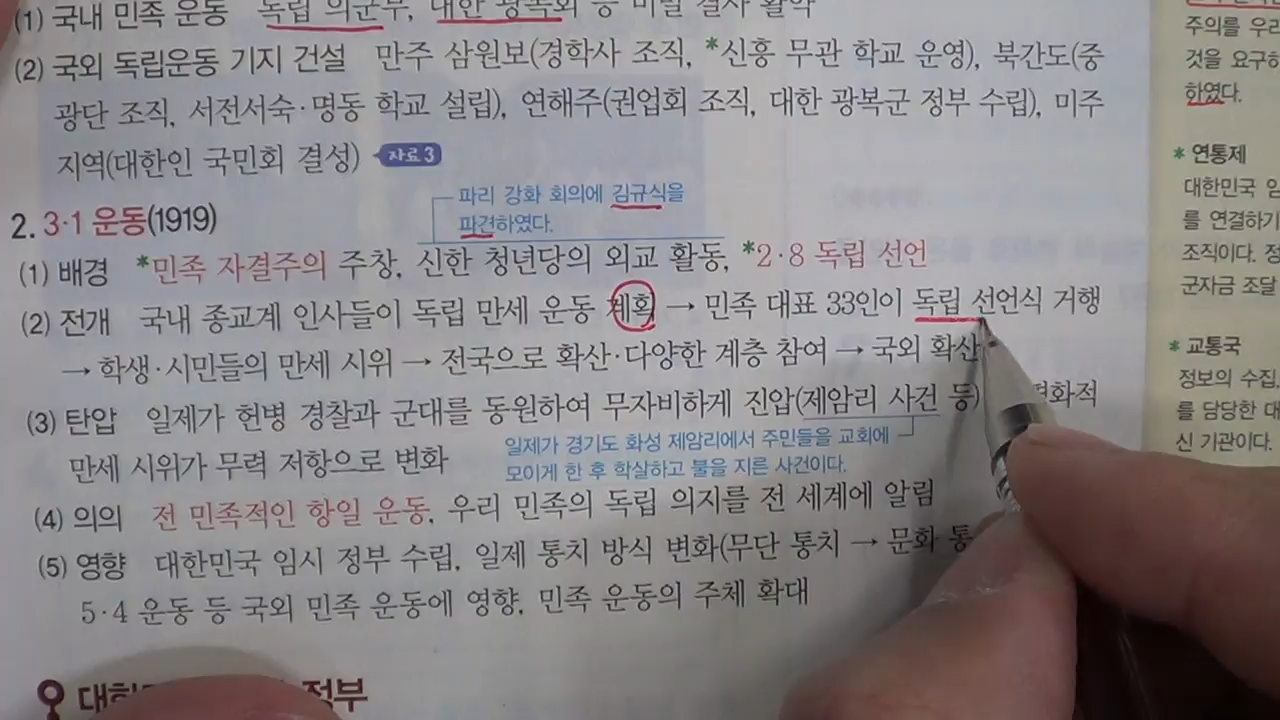 (1) 국내 민족 운동 독립 의군부, 대한 광복회 등 비밀 결사 활약
(2) 국외 독립운동 기지 건설 만주 삼원보(경학사 조직, *신흥 무관 학교 운영), 북간도(중
광단 조직, 서전서숙·명동 학교 설립), 연해주(권업회 조직, 대한 광복군 정부 수립), 미주
지역(대한인 국민회 결성) 자료3
파리 강화 회의에 김규식을
파견하였다.
2. 3·1 운동(1919)
(1) 배경 *민족 자결주의 주창, 신한 청년당의 외교 활동, *2·8 독립 선언
(2) 전개 국내 종교계 인사들이 독립 만세 운동 계획 → 민족 대표 33인이 독립 선언식 거행
→ 학생·시민들의 만세 시위 → 전국으로 확산·다양한 계층 참여 → 국외 확산
(3) 탄압 일제가 헌병 경찰과 군대를 동원하여 무자비하게 진압(제암리 사건 등)
만세 시위가 무력 저항으로 변화
일제가 경기도 화성 제암리에서 주민들을 교회에
모이게 한 후 학살하고 불을 지른 사건이다.
(4) 의의 전 민족적인 항일 운동, 우리 민족의 독립 의지를 전 세계에 알림
(5) 영향 대한민국 임시 정부 수립, 일제 통치 방식 변화(무단 통치 → 문화
5·4 운동 등 국외 민족 운동에 영향, 민족 운동의 주체 확대
정부
주의를 우리
것을 요구하
하였다.
* 연통제
대한민국 임
를 연결하기
조직이다. 정
군자금 조달
* 교통국
정보의 수집,
를 담당한 대
신 기관이다.